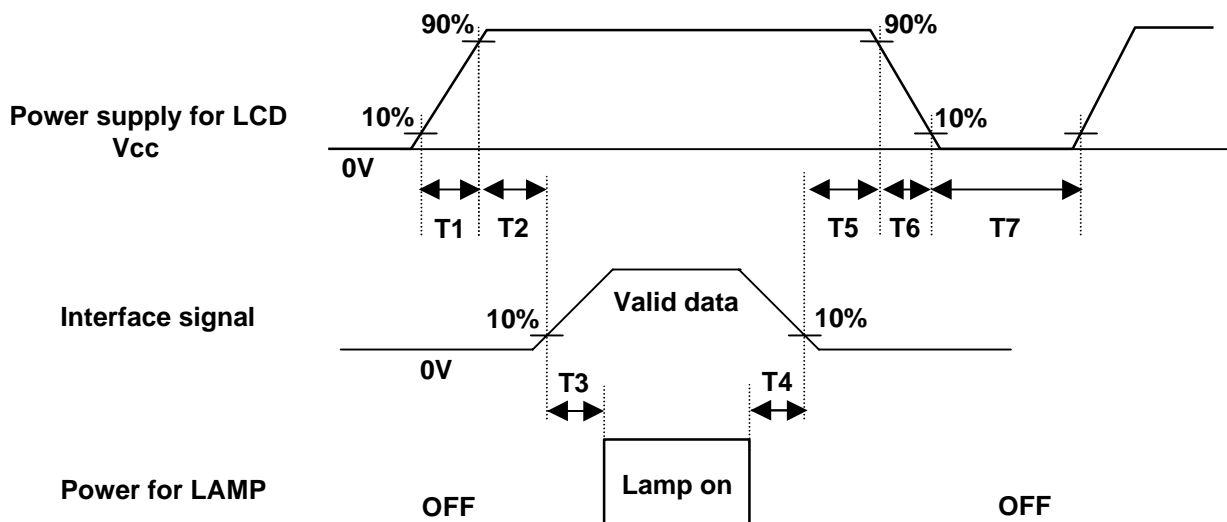 90%
90%
Power supply for LCD
Vcc
10%
10%
0V
T1
T2
T5
T6
T7
Interface signal
10%
Valid data
10%
0V
T3
T4
Power for LAMP
OFF
Lamp on
OFF